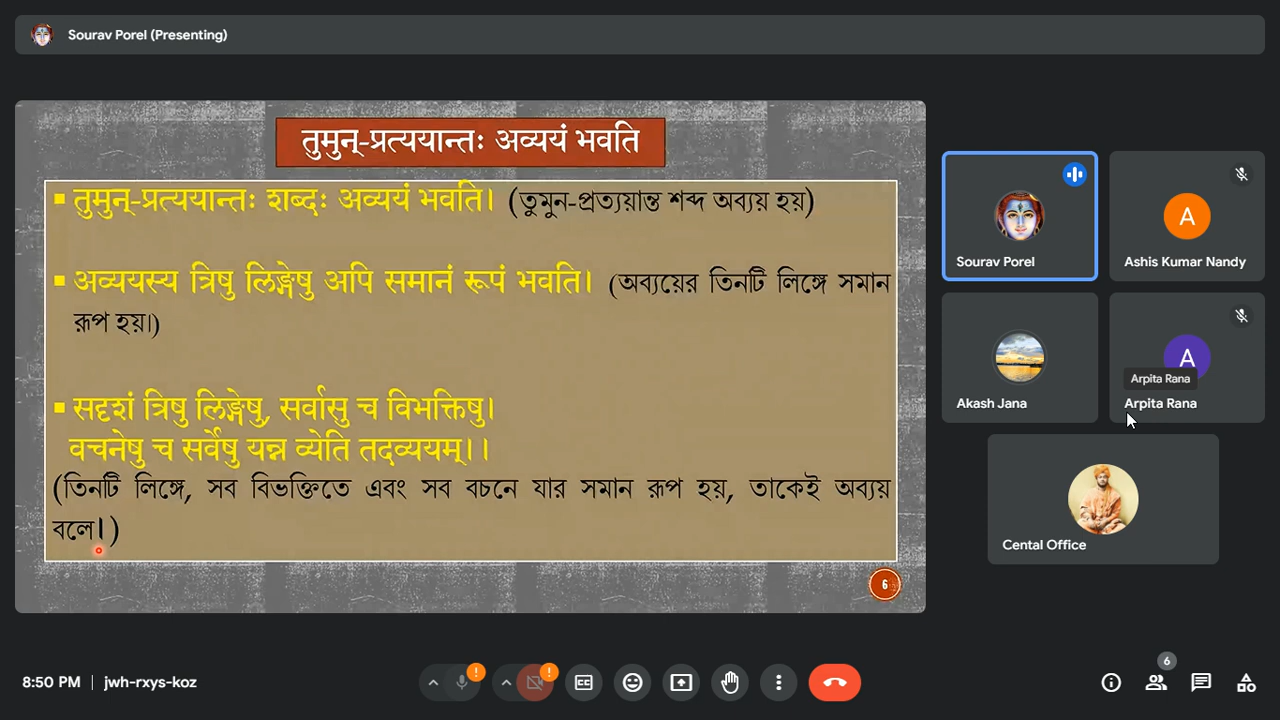 Sourav Porel (Presenting)
तुमुन्-प्रत्ययान्तः अव्ययं भवति
▪ तुमुन्-प्रत्ययान्तः शब्दः अव्ययं भवति। (তুমুন-প্রত্যয়ান্ত শব্দ অব্যয় হয়)
▪ अव्ययस्य त्रिषु लिङ्गेषु अपि समानं रूपं भवति। (অব্যয়ের তিনটি লিঙ্গে সমান
রূপ হয়।)
▪ सदृशं त्रिषु लिङ्गेषु, सर्वासु च विभक्तिषु।
वचनेषु च सर्वेषु यन्न व्येति तदव्ययम्।।
(তিনটি লিঙ্গে, সব বিভক্তিতে এবং সব বচনে যার সমান রূপ হয়, তাকেই অব্যয়
বলে।)
6
Sourav Porel
A
Ashis Kumar Nandy
Akash Jana
A
Arpita Rana
Arpita Rana
Cental Office
8:50 PM | jwh-rxys-koz
6